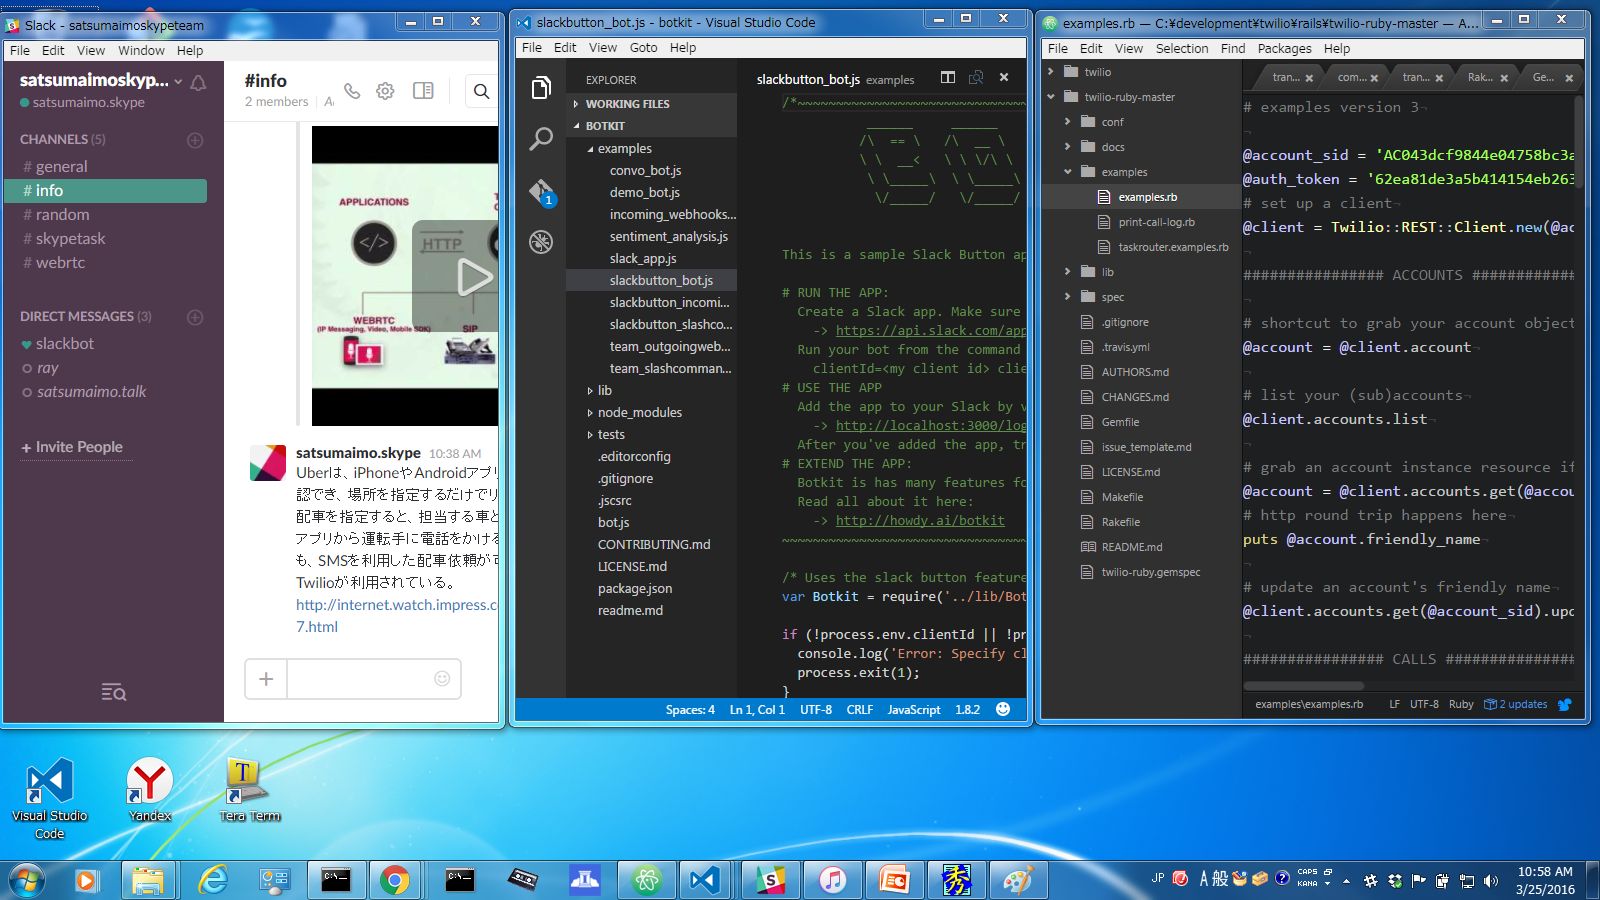 Slack - satsumaimoskypeteam
File Edit View Window Help
satsumaimoskyp...
satsumaimo.skype
CHANNELS (5)
# general
# info
# random
# skypetask
# webrtc
DIRECT MESSAGES (3)
slackbot
ray
satsumaimo.talk
+ Invite People
#info
2 members
APPLICATIONS
HTTP
WEBRTC
(IP Messaging, Video, Mobile SDK)
SIP
satsumaimo.skype 10:38 AM
Uberは、iPhoneやAndroidアプリ
認でき、場所を指定するだけでリ
配車を指定すると、担当する車と
アプリから運転手に電話をかける
も、SMSを利用した配車依頼が
Twilioが利用されている。
http://internet.watch.impress.c
7.html
slackbutton_bot.js - botkit - Visual Studio Code
File Edit View Goto Help
EXPLORER
WORKING FILES
BOTKIT
examples
convo_bot.js
demo_bot.js
incoming_webhooks...
sentiment_analysis.js
slack_app.js
slackbutton_bot.js
slackbutton_incomi...
slackbutton_slashco...
team_outgoingweb...
team_slashcomman...
lib
node_modules
tests
.editorconfig
.gitignore
.jscsrc
bot.js
CONTRIBUTING.md
LICENSE.md
package.json
readme.md
1
slackbutton_bot.js examples
This is a sample Slack Button ap
# RUN THE APP:
Create a Slack app. Make sure
-> https://api.slack.com/app
Run your bot from the command
clientId=<my client id> clie
# USE THE APP
Add the app to your Slack by v
-> http://localhost:3000/log
After you've added the app, tr
# EXTEND THE APP:
Botkit is has many features fo
Read all about it here:
-> http://howdy.ai/botkit
/* Uses the slack button feature
var Botkit = require('../lib/Bot
if (!process.env.clientId || !pr
console.log('Error: Specify cl
process.exit(1);
}
Spaces: 4 Ln 1, Col 1 UTF-8 CRLF JavaScript 1.8.2
examples.rb — C:¥development¥twilio¥rails¥twilio-ruby-master — A...
File Edit View Selection Find Packages Help
twilio
twilio-ruby-master
conf
docs
examples
examples.rb
print-call-log.rb
taskrouter.examples.rb
lib
spec
.gitignore
.travis.yml
AUTHORS.md
CHANGES.md
Gemfile
issue_template.md
LICENSE.md
Makefile
Rakefile
README.md
twilio-ruby.gemspec
tran... com... tran... Rak... Ge...
# examples version 3
@account_sid = 'AC043dcf9844e04758bc3a
@auth_token = '62ea81de3a5b414154eb263
# set up a client
@client = Twilio::REST::Client.new(@ac
################ ACCOUNTS #############
# shortcut to grab your account object
@account = @client.account
# list your (sub)accounts
@client.accounts.list
# grab an account instance resource if
@account = @client.accounts.get(@accou
# http round trip happens here
puts @account.friendly_name
# update an account's friendly name
@client.accounts.get(@account_sid).upd
################ CALLS ################
examples\examples.rb LF UTF-8 Ruby 2 updates
Visual Studio
Code
Yandex
Tera Term
JP A 般 CAPS
KANA
10:58 AM
3/25/2016